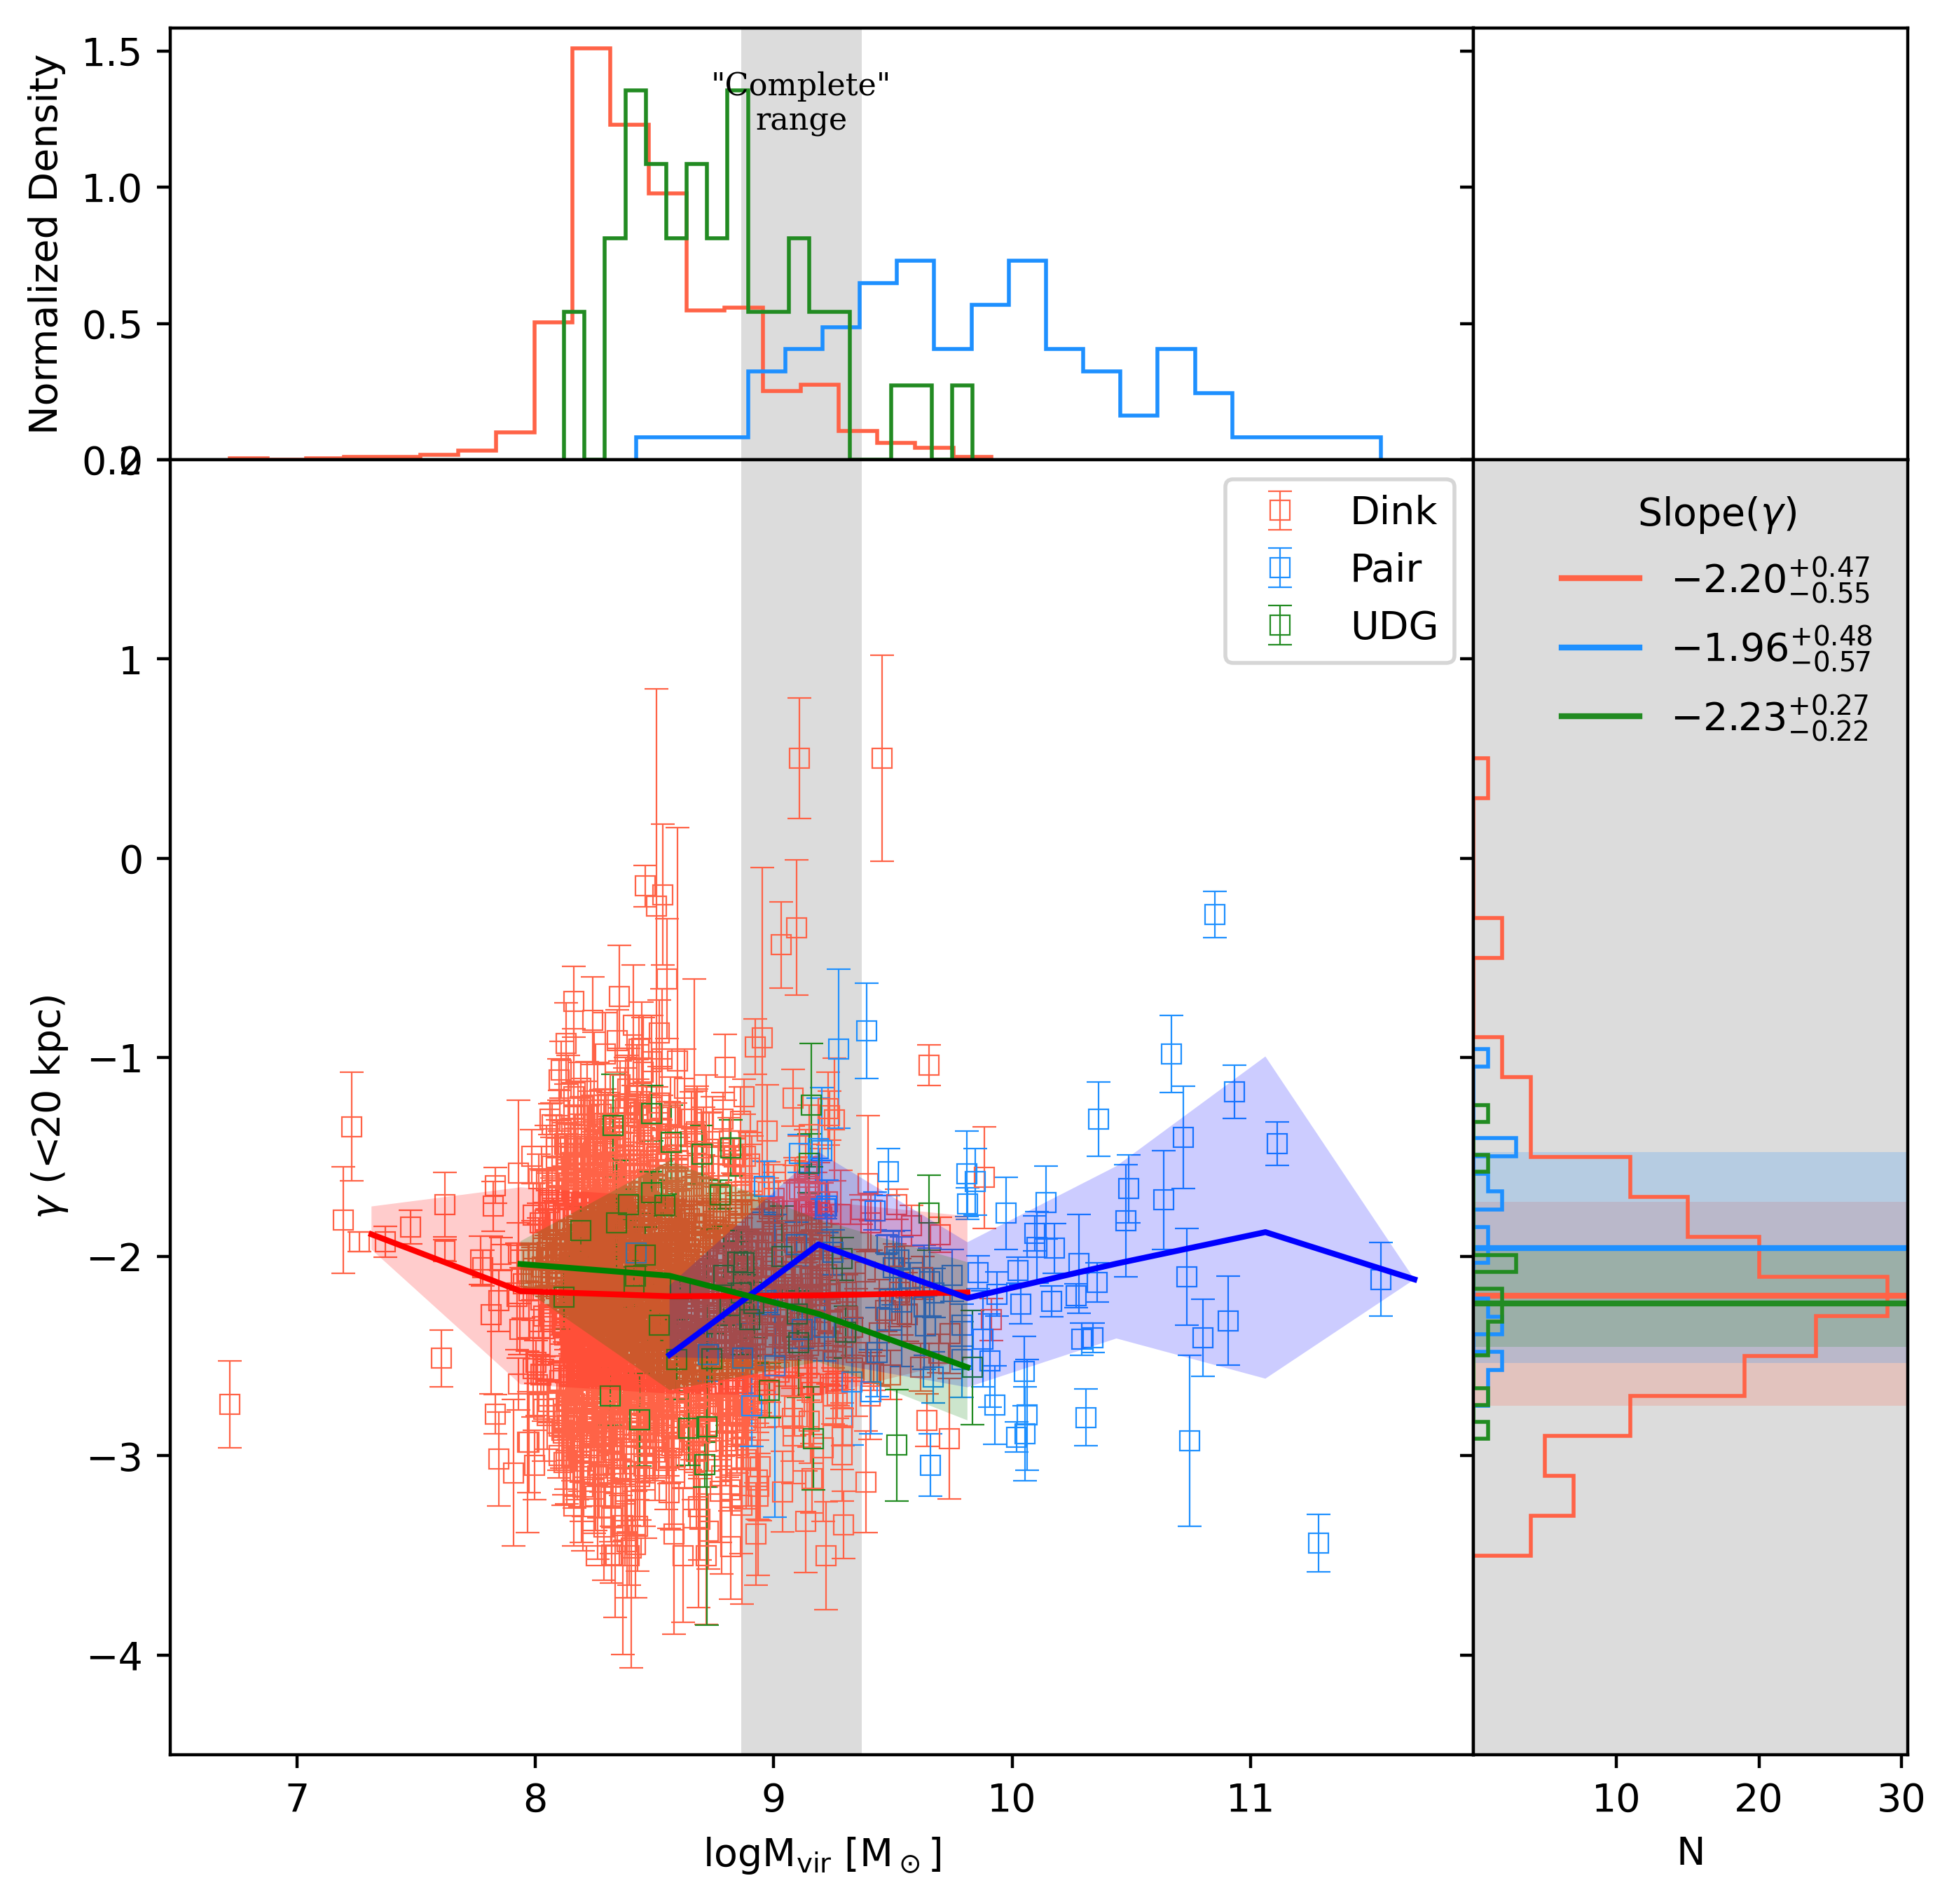 Normalized Density
1.5
1.0
0.5
0.0
"Complete"
range
2
1
0
−1
−2
−3
−4
γ (<20 kpc)
Dink
Pair
UDG
Slope(γ)
−2.20+0.47−0.55
−1.96+0.48−0.57
−2.23+0.27−0.22
7 8 9 10 11
10 20 30
logMvir [M⊙]
N